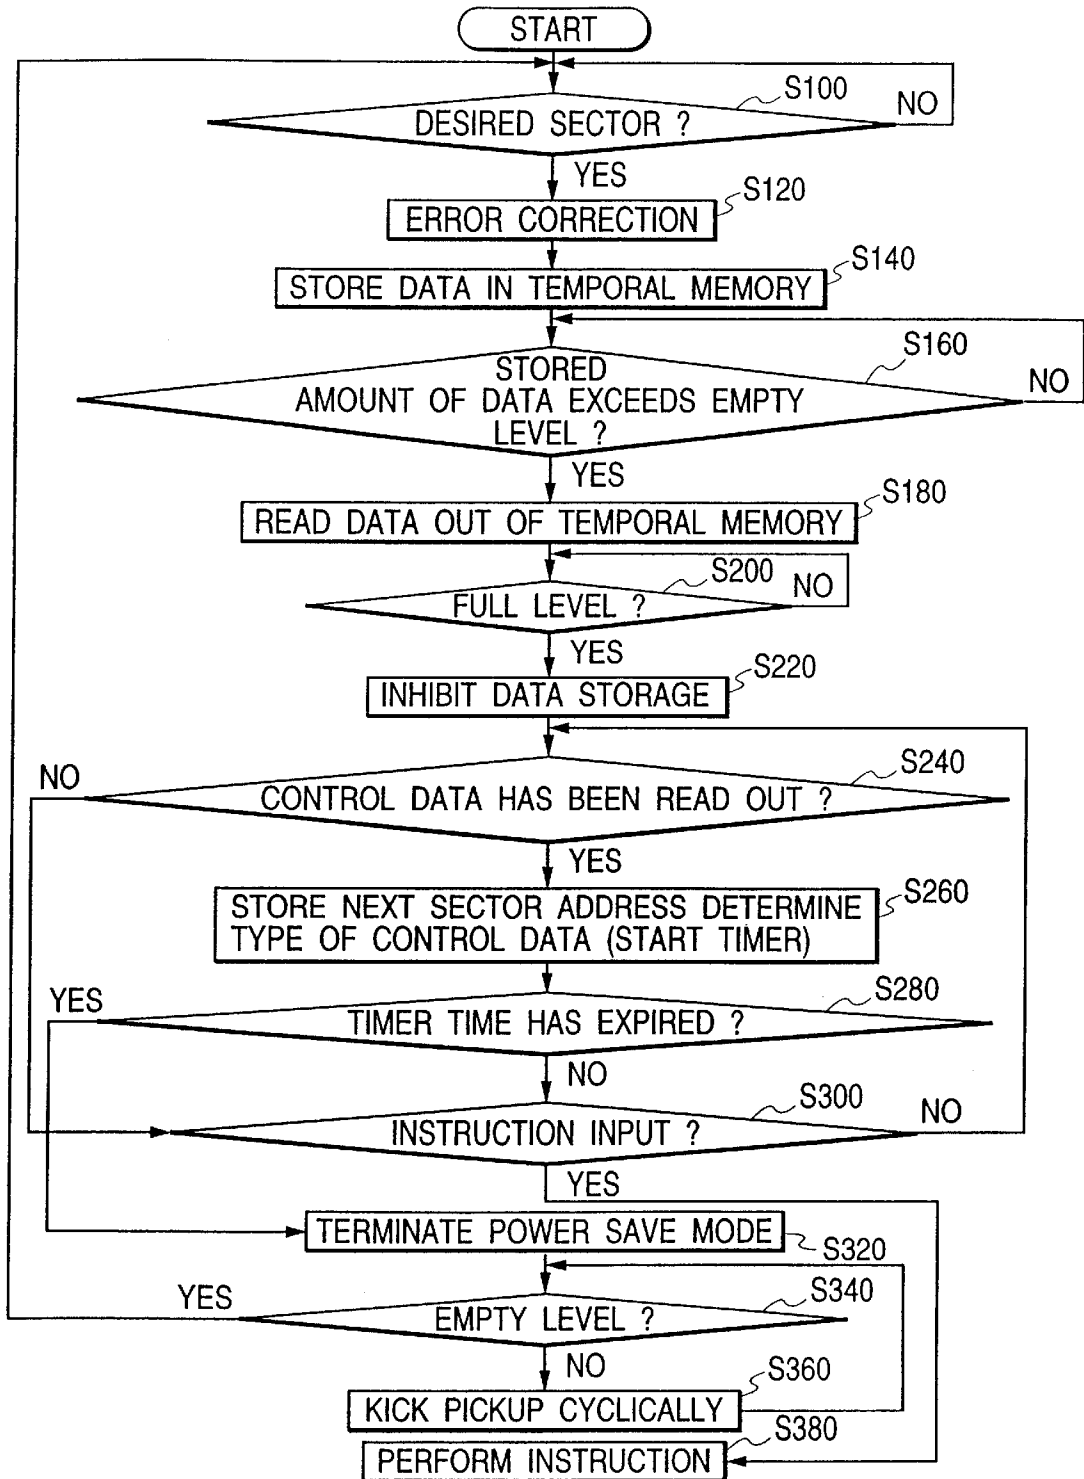 START
S100
NO
DESIRED SECTOR ?
YES
S120
ERROR CORRECTION
S140
STORE DATA IN TEMPORAL MEMORY
S160
STORED
NO
AMOUNT OF DATA EXCEEDS EMPTY
LEVEL ?
YES
S180
READ DATA OUT OF TEMPORAL MEMORY
S200
NO
FULL LEVEL ?
YES
S220
INHIBIT DATA STORAGE
NO
S240
CONTROL DATA HAS BEEN READ OUT ?
YES
S260
STORE NEXT SECTOR ADDRESS DETERMINE
TYPE OF CONTROL DATA (START TIMER)
YES
S280
TIMER TIME HAS EXPIRED ?
NO
S300
NO
INSTRUCTION INPUT ?
YES
TERMINATE POWER SAVE MODE
S320
YES
S340
EMPTY LEVEL ?
NO
S360
KICK PICKUP CYCLICALLY
S380
PERFORM INSTRUCTION